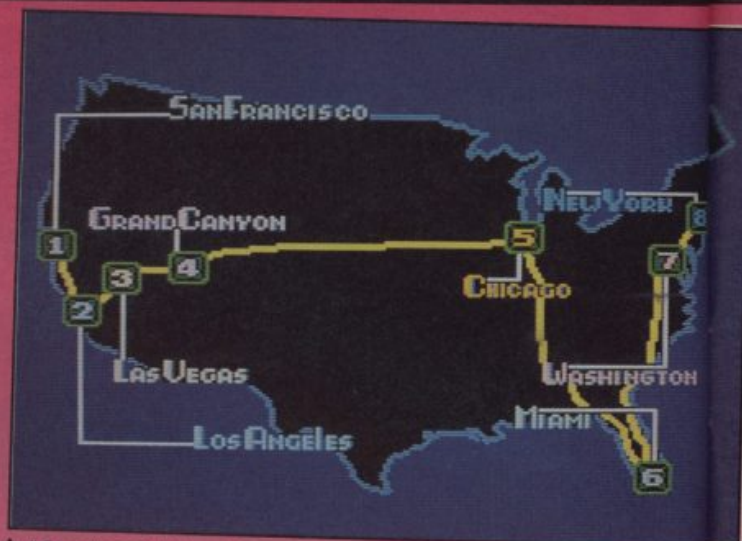 SanFrancisco
NewYork
GrandCanyon
8
1
5
7
3
4
Chicago
2
LasVegas
Washington
Miami
LosAngeles
6